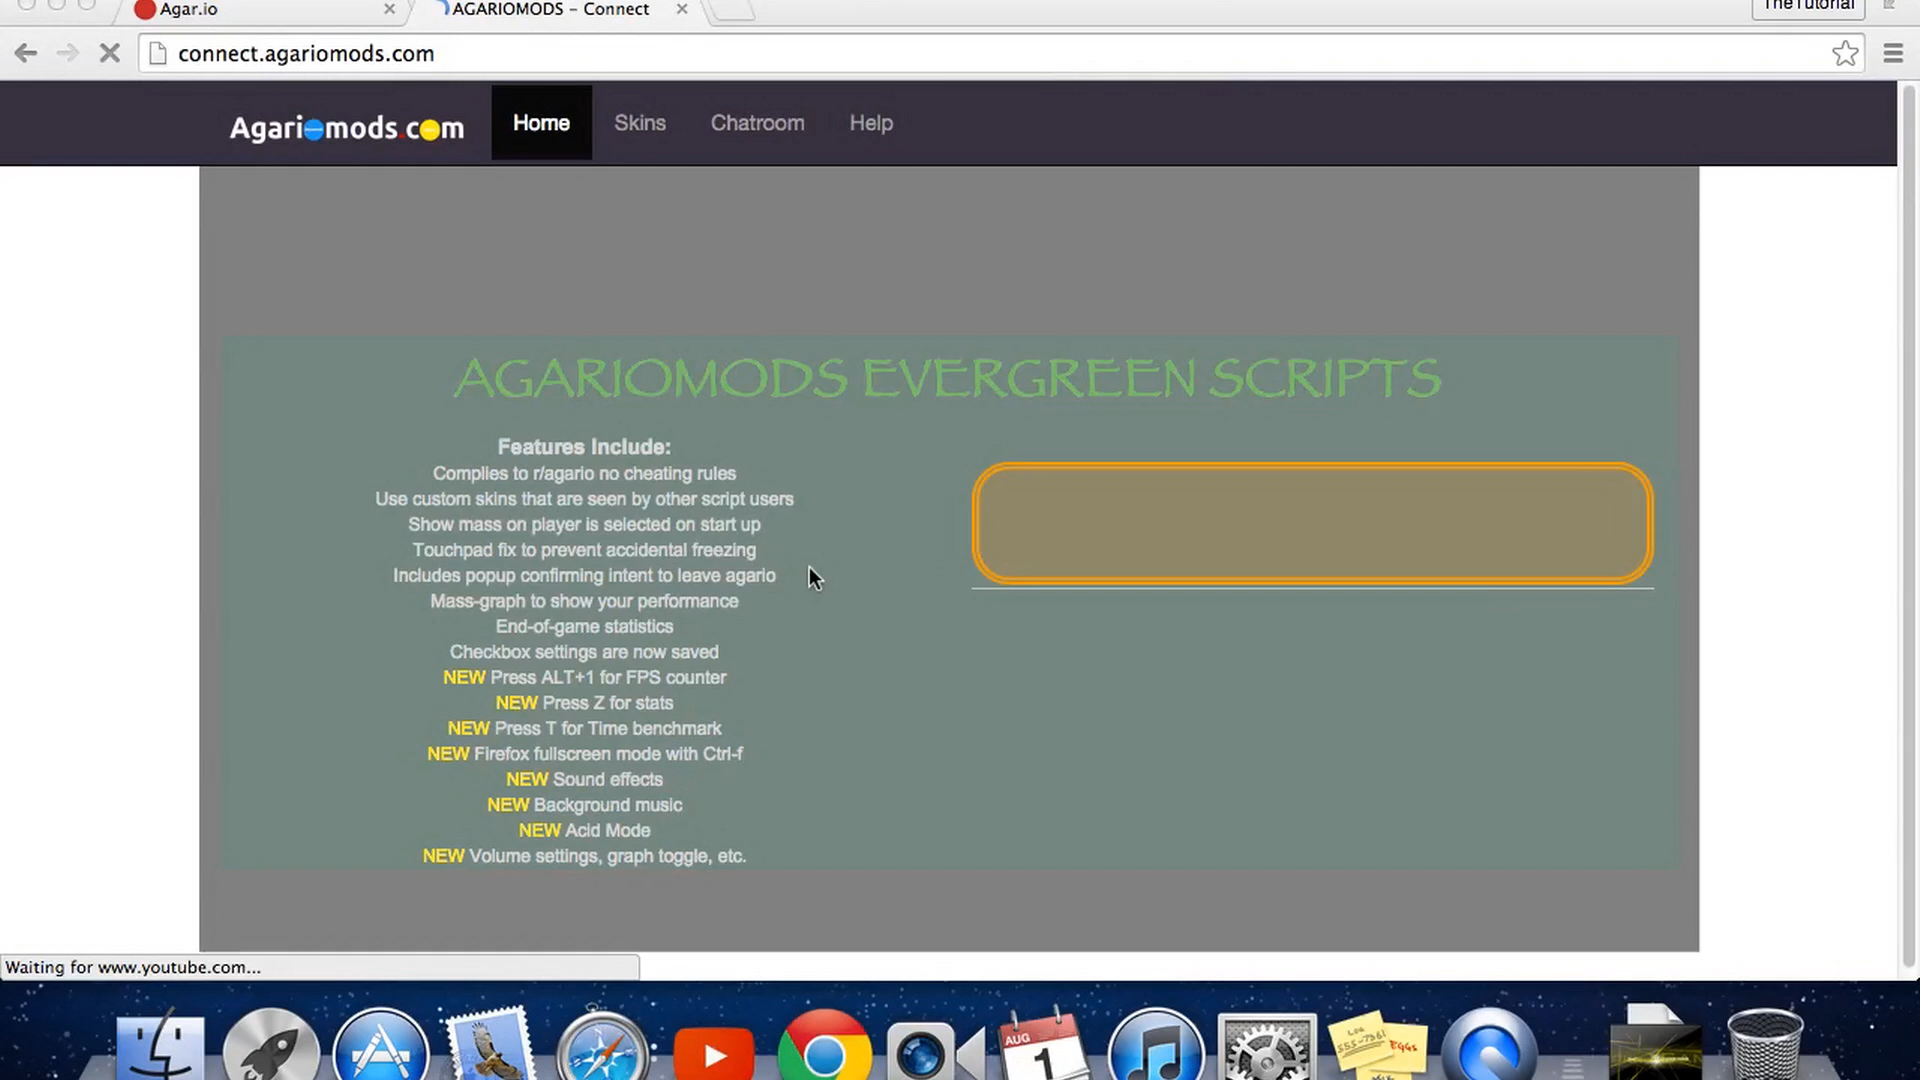 Agar.io
AGARIOMODS – Connect
TheTutorial
connect.agariomods.com
Agariomods.com
Home
Skins
Chatroom
Help
AGARIOMODS EVERGREEN SCRIPTS
Features Include:
Complies to r/agario no cheating rules
Use custom skins that are seen by other script users
Show mass on player is selected on start up
Touchpad fix to prevent accidental freezing
Includes popup confirming intent to leave agario
Mass-graph to show your performance
End-of-game statistics
Checkbox settings are now saved
NEW Press ALT+1 for FPS counter
NEW Press Z for stats
NEW Press T for Time benchmark
NEW Firefox fullscreen mode with Ctrl-f
NEW Sound effects
NEW Background music
NEW Acid Mode
NEW Volume settings, graph toggle, etc.
Waiting for www.youtube.com...
AUG
1
555-7361
EGGS